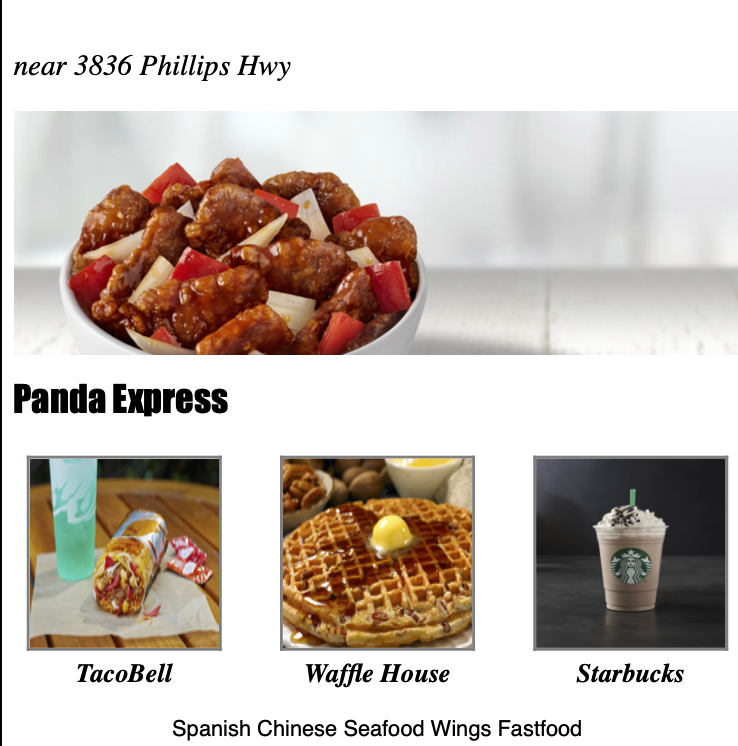 near 3836 Phillips Hwy
Panda Express
TacoBell
Waffle House
Starbucks
Spanish Chinese Seafood Wings Fastfood